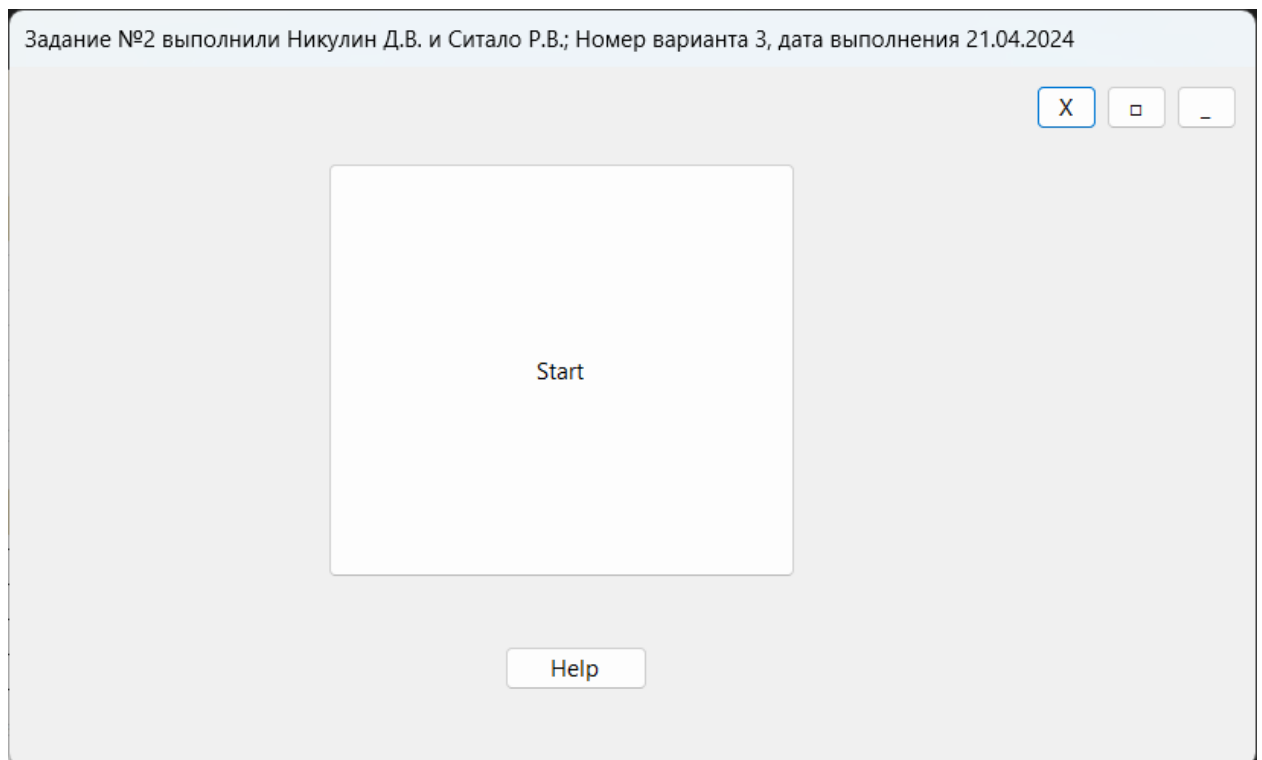 Задание №2 выполнили Никулин Д.В. и Ситало Р.В.; Номер варианта 3, дата выполнения 21.04.2024
X □ _
Start
Help